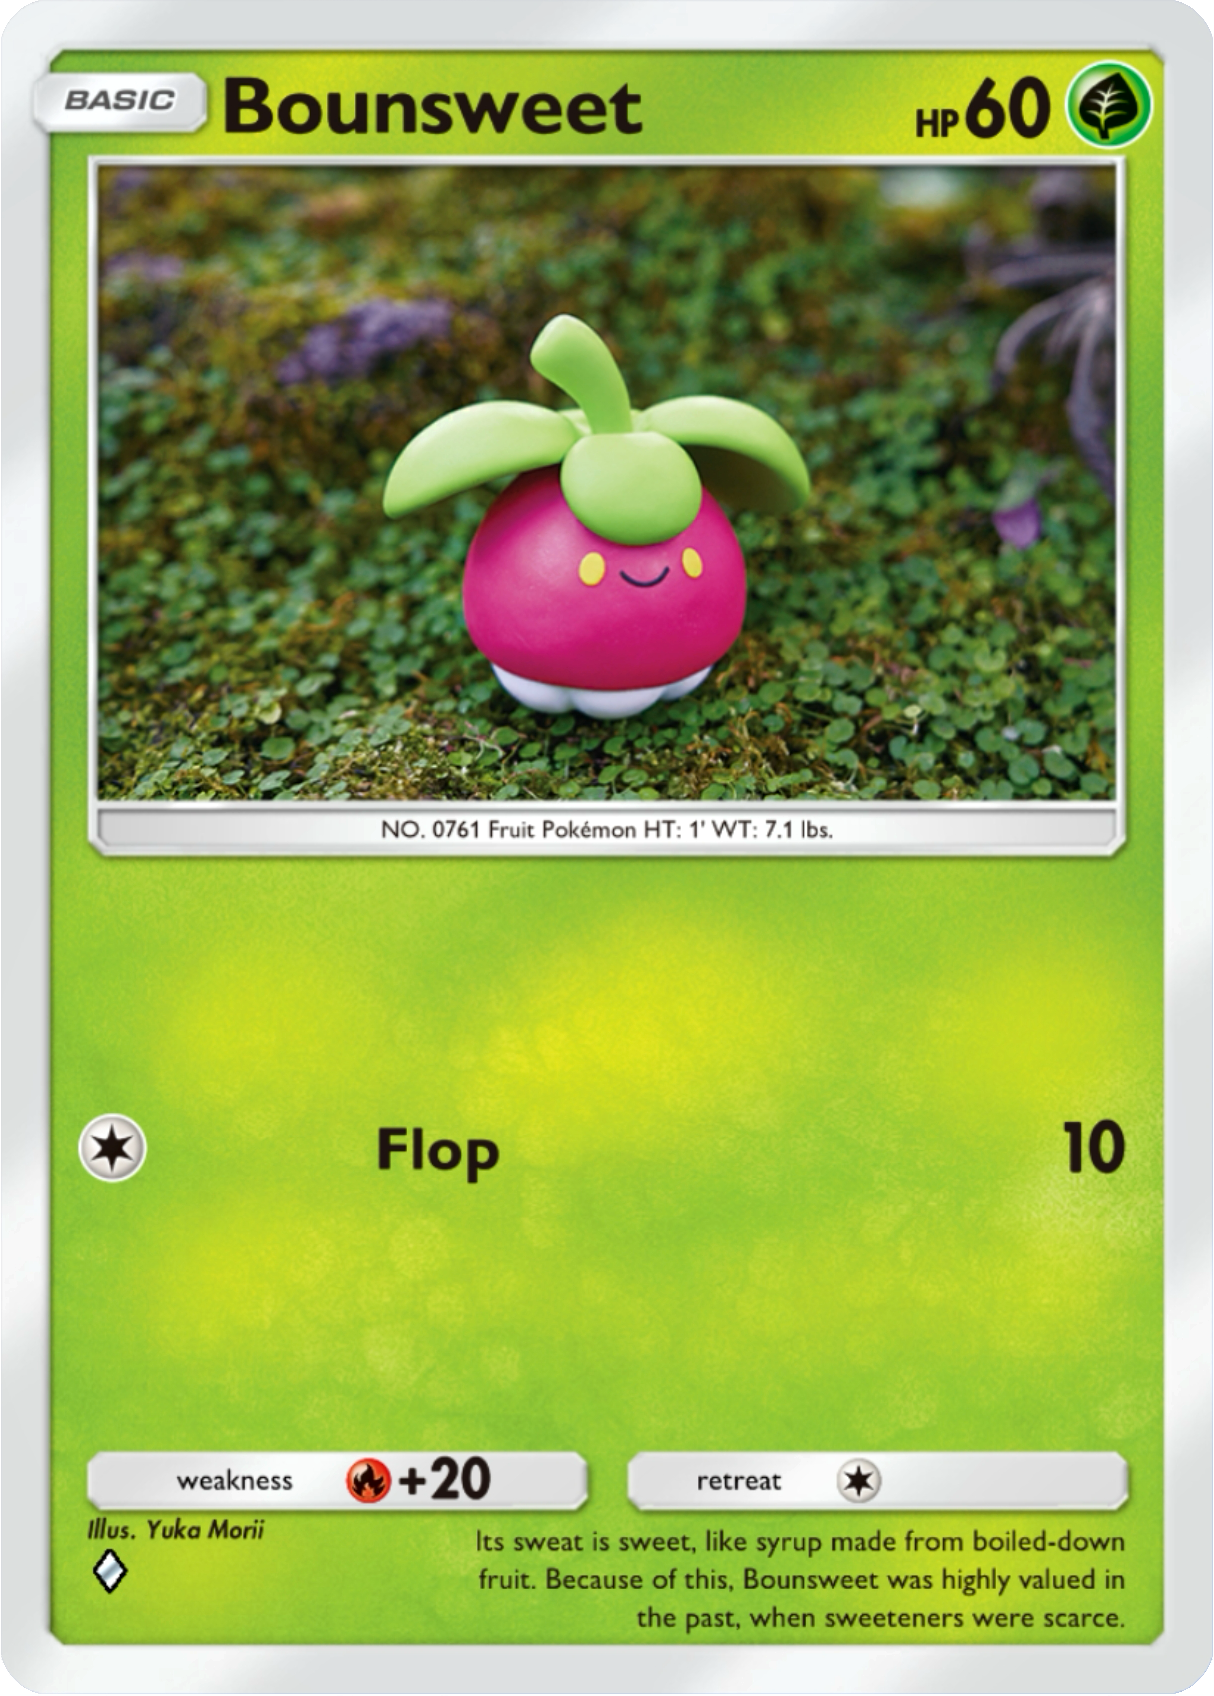 BASIC Bounsweet HP 60
NO. 0761 Fruit Pokémon HT: 1' WT: 7.1 lbs.
Flop 10
weakness +20 retreat
Illus. Yuka Morii
Its sweat is sweet, like syrup made from boiled-down
fruit. Because of this, Bounsweet was highly valued in
the past, when sweeteners were scarce.